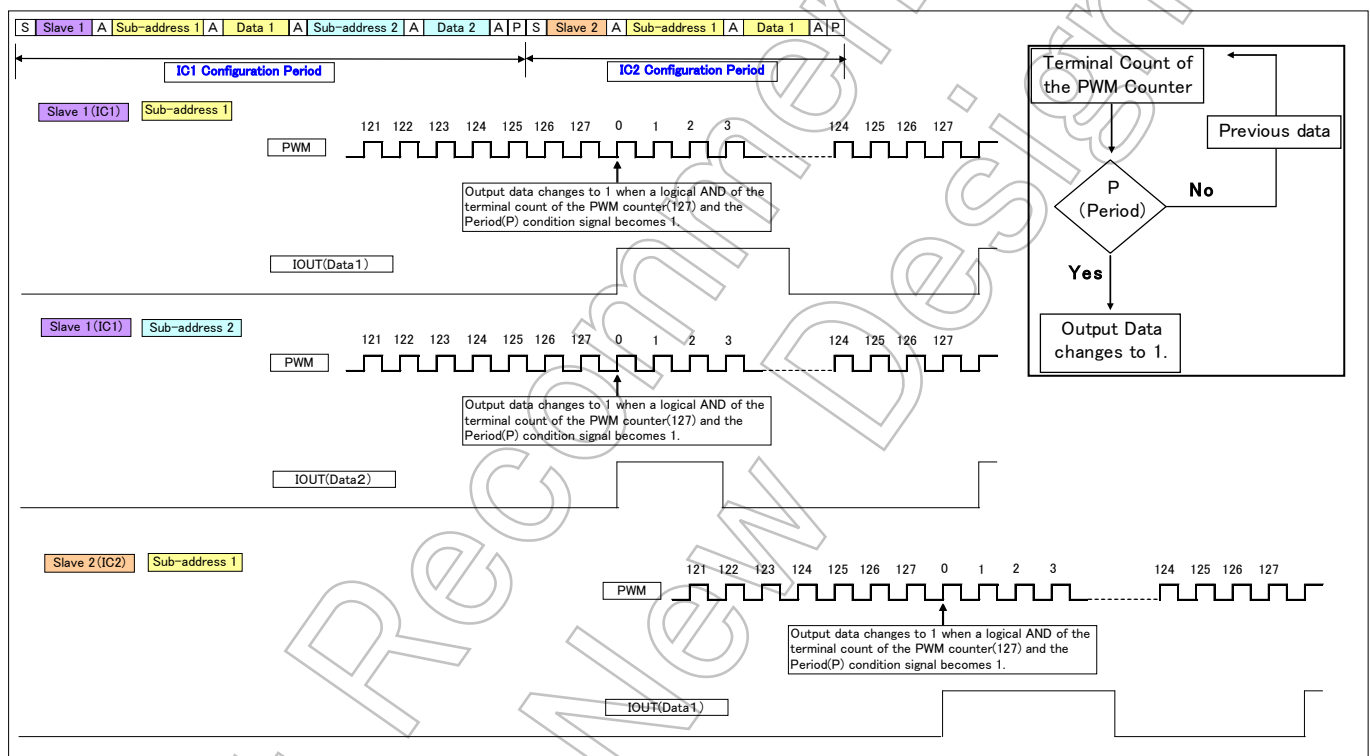 S Slave 1 A Sub-address 1 A Data 1 A Sub-address 2 A Data 2 A P S Slave 2 A Sub-address 1 A Data 1 A P
IC1 Configuration Period
IC2 Configuration Period
Terminal Count of
the PWM Counter
Previous data
P
(Period)
No
Yes
Output Data
changes to 1.
Slave 1(IC1) Sub-address 1
121 122 123 124 125 126 127 0 1 2 3 124 125 126 127
PWM
Output data changes to 1 when a logical AND of the
terminal count of the PWM counter(127) and the
Period(P) condition signal becomes 1.
IOUT(Data1)
Slave 1(IC1) Sub-address 2
121 122 123 124 125 126 127 0 1 2 3 124 125 126 127
PWM
Output data changes to 1 when a logical AND of the
terminal count of the PWM counter(127) and the
Period(P) condition signal becomes 1.
IOUT(Data2)
Slave 2(IC2) Sub-address 1
121 122 123 124 125 126 127 0 1 2 3 124 125 126 127
PWM
Output data changes to 1 when a logical AND of the
terminal count of the PWM counter(127) and the
Period(P) condition signal becomes 1.
IOUT(Data1)
Recommen
New Design